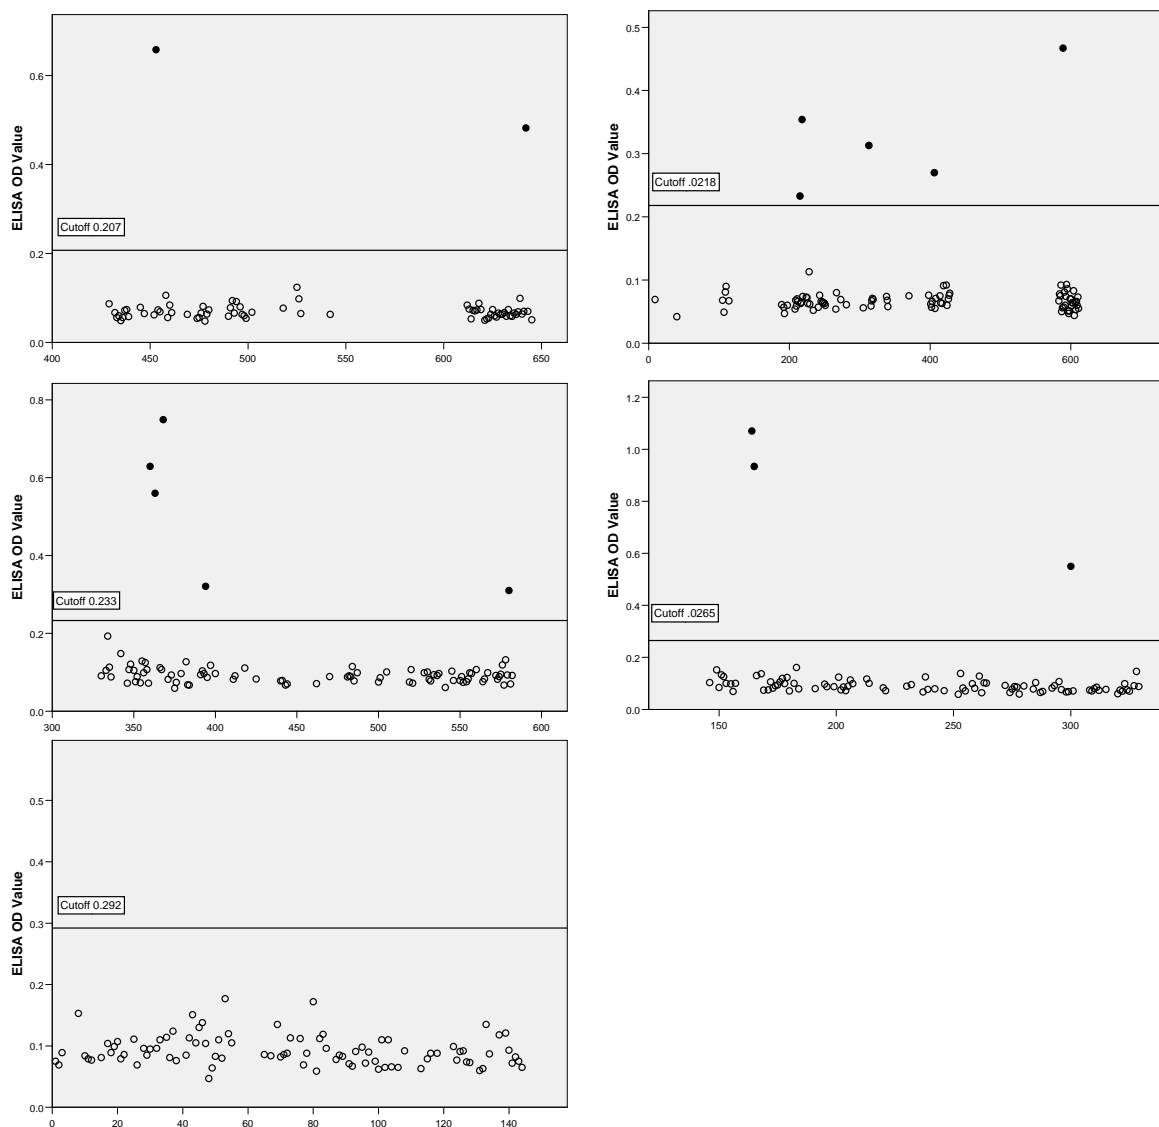 ELISA OD Value
0.6
0.4
0.2
0.0
Cutoff 0.207
400 450 500 550 600 650
ELISA OD Value
0.5
0.4
0.3
0.2
0.1
0.0
Cutoff .0218
0 200 400 600
ELISA OD Value
0.8
0.6
0.4
0.2
0.0
Cutoff 0.233
300 350 400 450 500 550 600
ELISA OD Value
1.2
1.0
0.8
0.6
0.4
0.2
0.0
Cutoff .0265
150 200 250 300
ELISA OD Value
0.5
0.4
0.3
0.2
0.1
0.0
Cutoff 0.292
0 20 40 60 80 100 120 140